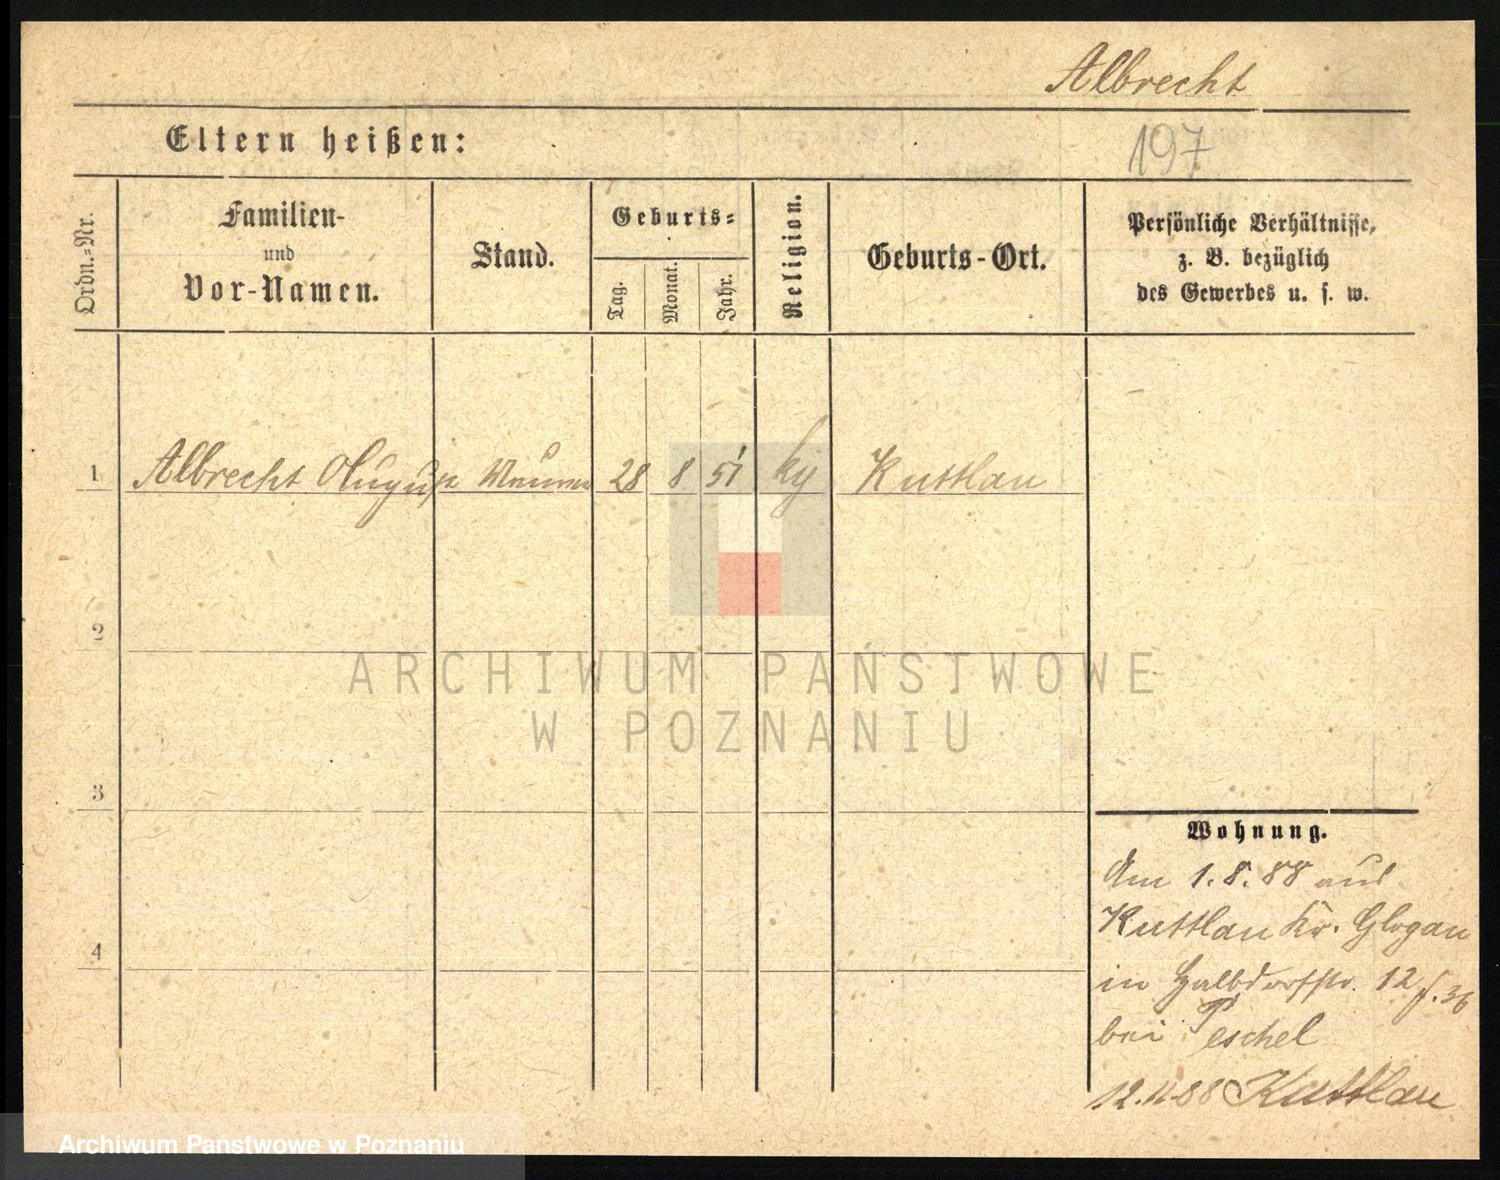 Albrecht
Eltern heißen:
197
Ordn.-Nr.
Familien-
und
Vor-Namen.
Stand.
Geburts=
Tag.
Monat.
Jahr.
Religion.
Geburts-Ort.
Persönliche Verhältnisse,
z. B. bezüglich
des Gewerbes u. s. w.
1 Albrecht August Maurer 28 8 51 Kuttlau
2
3
4
Wohnung.
Am 1.8.88 aus
Kuttlau Kr. Glogau
in Halbdorfstr. 12
bei Peschel
12.11.88 Kuttlau
ARCHIWUM PAŃSTWOWE
W POZNANIU
Archiwum Państwowe w Poznaniu